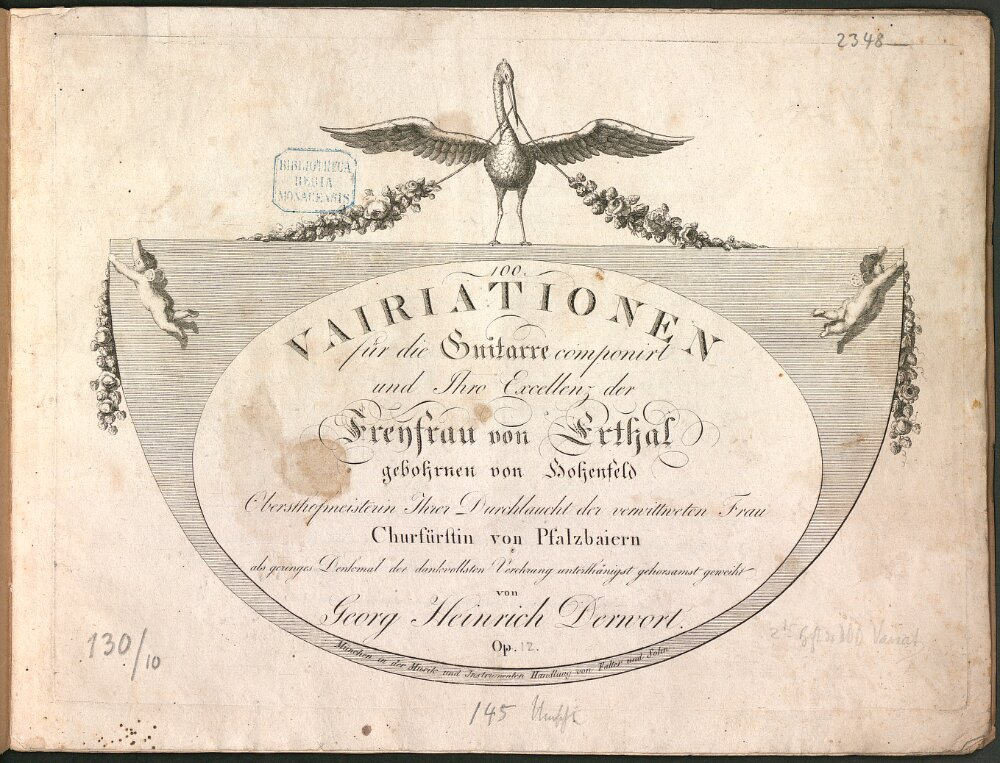 2348
BIBLIOTHECA
REGIA
MONACENSIS
100.
VAIRIATIONEN
für die Guitarre componirt
und Ihro Excellenz der
Freyfrau von Erthal
gebohrnen von Hohenfeld
Obersthofmeisterin Ihrer Durchlaucht der verwittweten Frau
Churfürstin von Pfalzbaiern
als geringes Denkmal der dankvollsten Verehrung unterthänigst gehorsamst geweiht
von
Georg Heinrich Derwort.
Op. 12.
München in der Musik und Instrumenten Handlung von Falter und Sohn
130/10
145